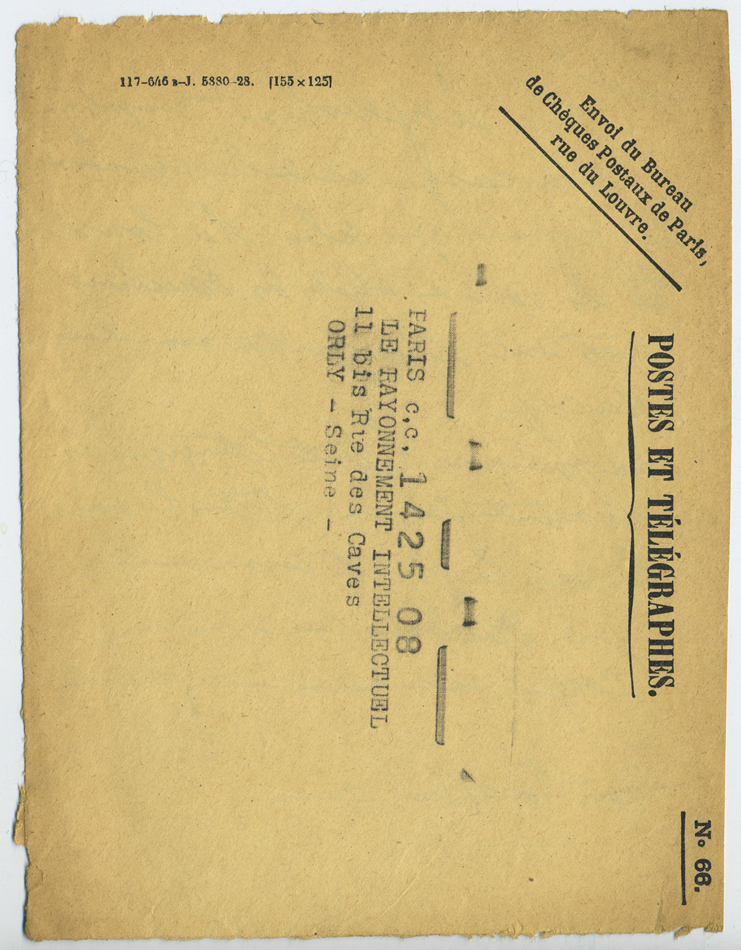 Envoi du Bureau
de Chèques Postaux de Paris,
rue du Louvre.
POSTES ET TÉLÉGRAPHES.
N° 66.
PARIS c,c, 1425 08
LE RAYONNEMENT INTELLECTUEL
11 bis Rue des Caves
ORLY - Seine -
117-646 B-J. 5880-28. [155 × 125]